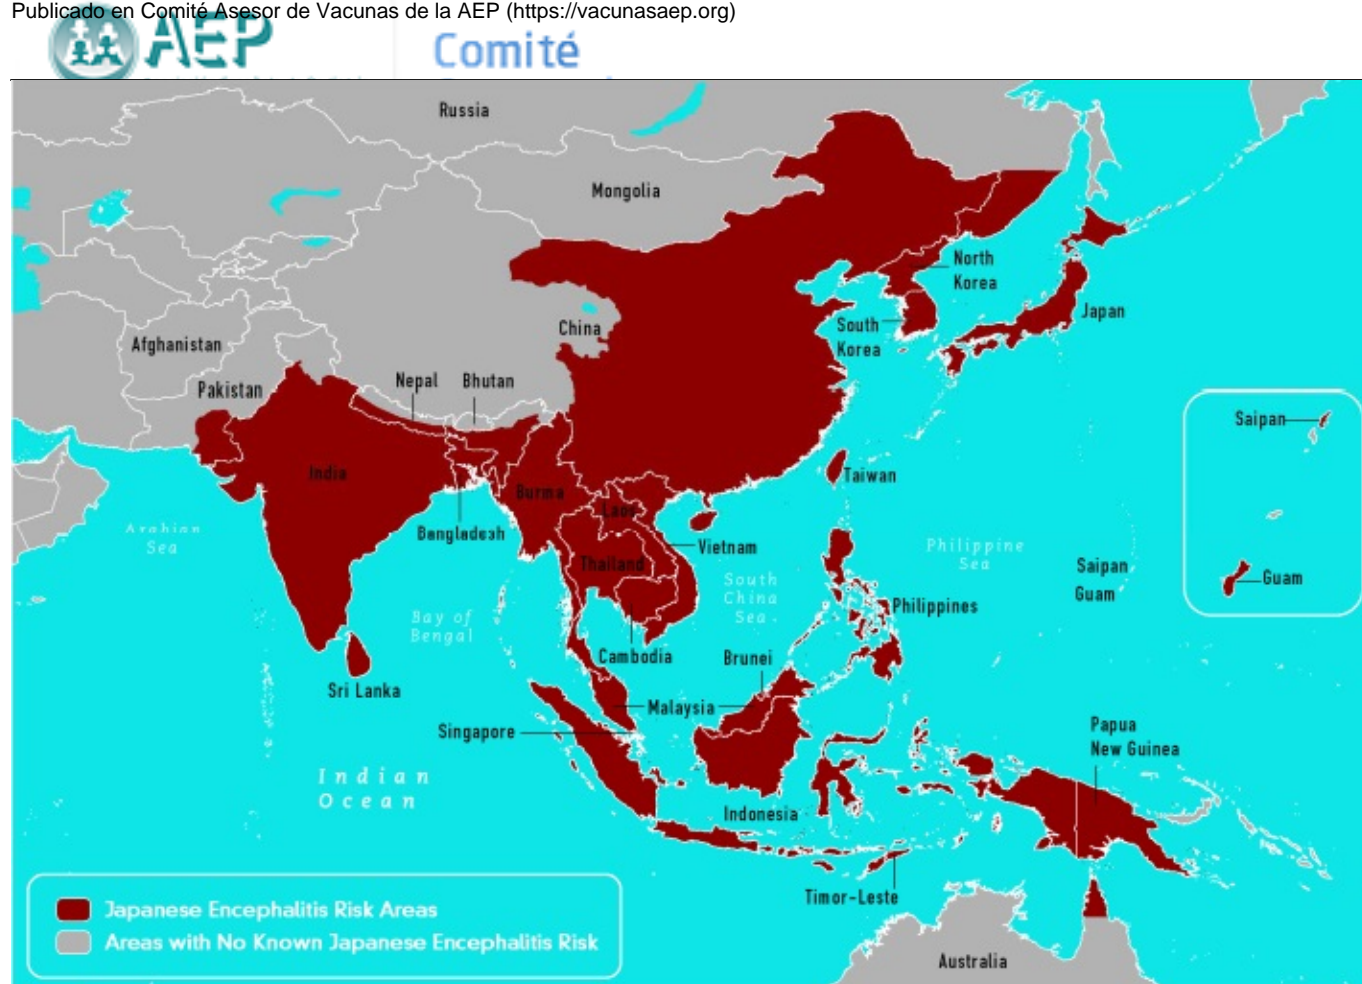 Publicado en Comité Asesor de Vacunas de la AEP (https://vacunasaep.org)
AEP
Comité
Russia
Mongolia
North
Korea
Japan
South
Korea
China
Afghanistan
Pakistan
Nepal
Bhutan
India
Burma
Bangladesh
Laos
Thailand
Vietnam
Cambodia
Taiwan
Philippines
Arabian
Sea
Bay of
Bengal
South
China
Sea
Philippine
Sea
Saipan
Guam
Saipan
Guam
Sri Lanka
Brunei
Malaysia
Singapore
Indian
Ocean
Indonesia
Papua
New Guinea
Timor-Leste
Australia
Japanese Encephalitis Risk Areas
Areas with No Known Japanese Encephalitis Risk